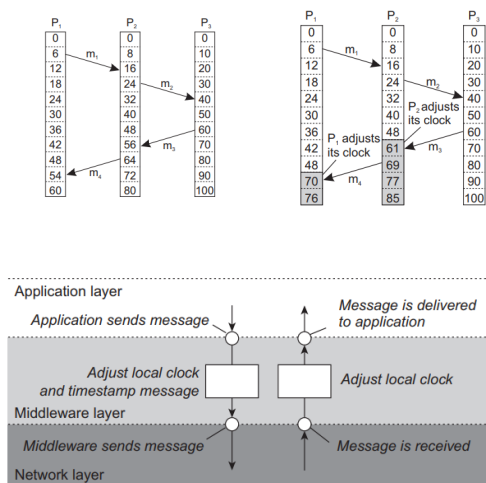 P1 P2 P3
0 0 0
6 m1 8 10
12 16 20
18 24 m2 30
24 32 40
30 40 50
36 48 60
42 56 m3 70
48 64 80
54 m4 72 90
60 80 100
P1 P2 P3
0 0 0
6 m1 8 10
12 16 20
18 24 m2 30
24 32 40
30 40 P2 adjusts 50
36 48 its clock 60
42 P1 adjusts 61 m3 70
48 its clock 69 80
70 m4 77 90
76 85 100
Application layer
Application sends message
Message is delivered
to application
Adjust local clock
and timestamp message
Adjust local clock
Middleware layer
Middleware sends message
Message is received
Network layer